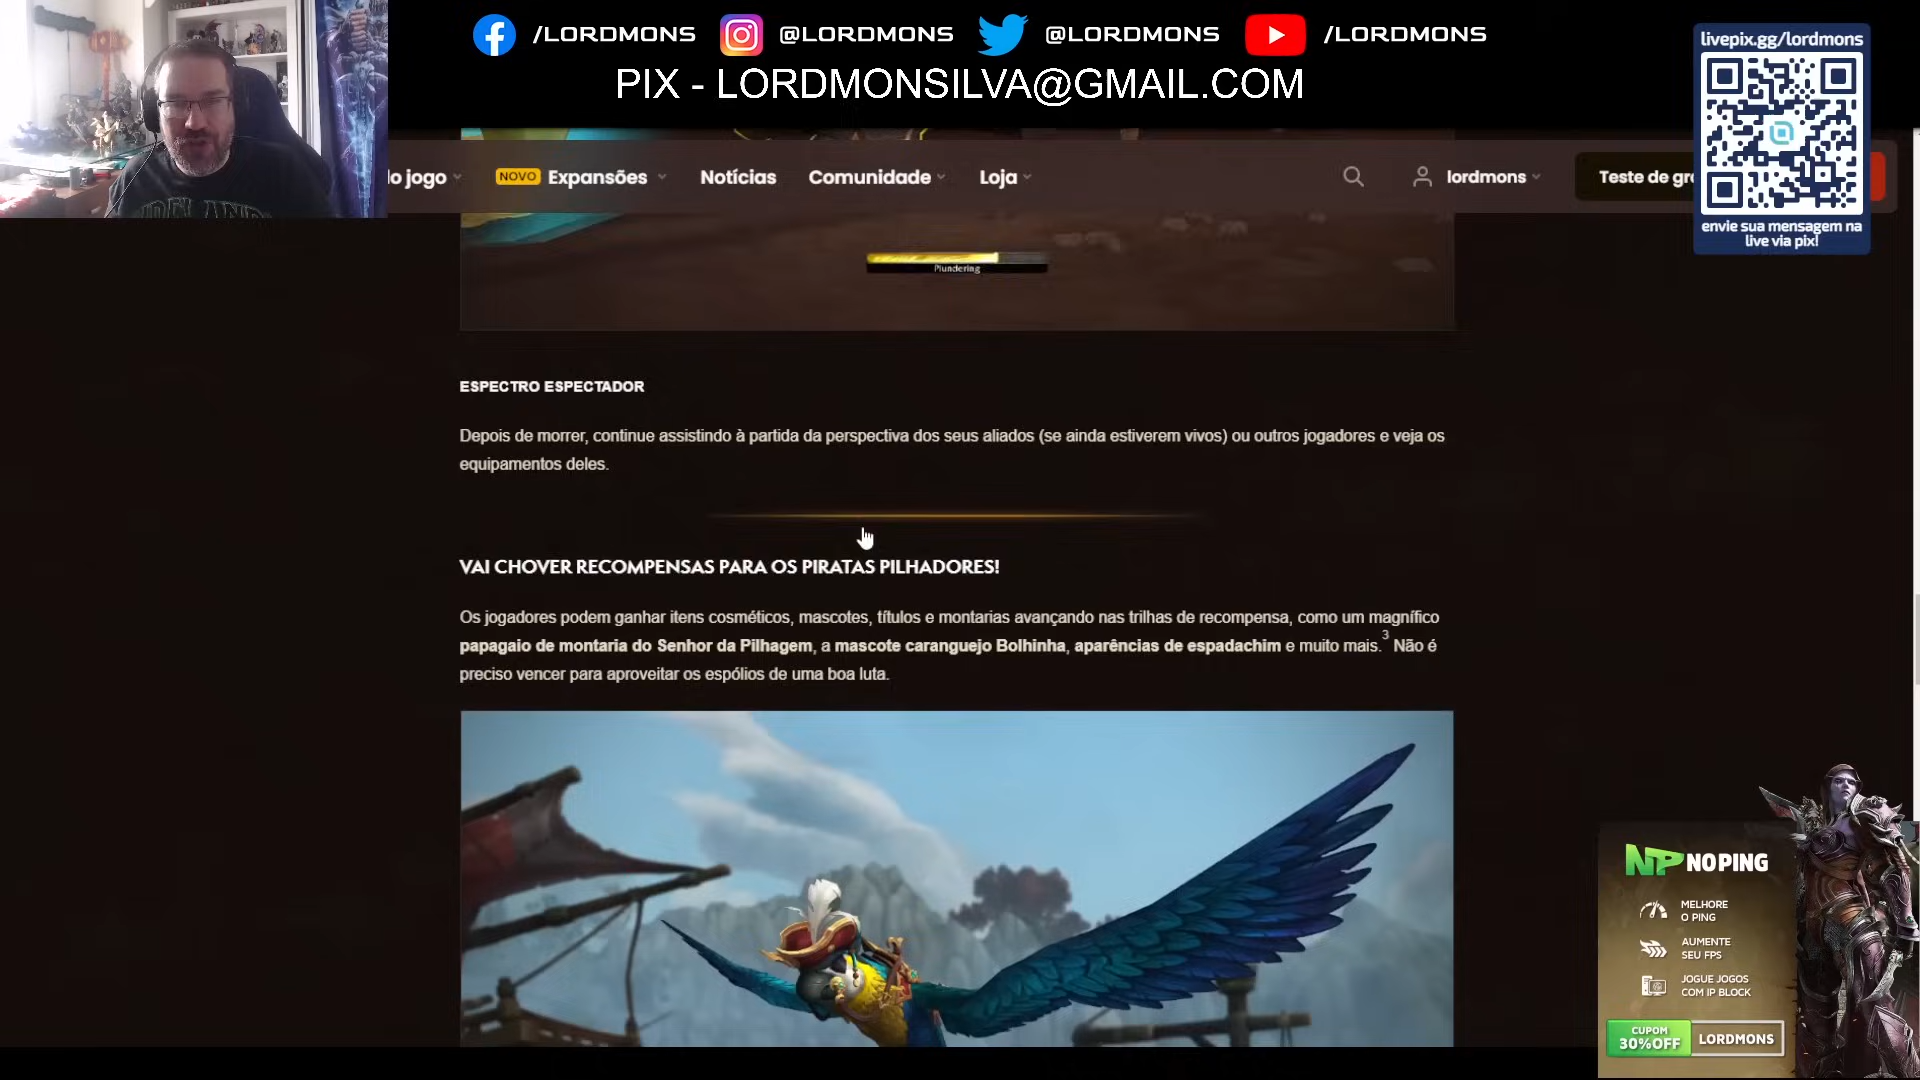 /LORDMONS @LORDMONS @LORDMONS /LORDMONS
PIX - LORDMONSILVA@GMAIL.COM
livepix.gg/lordmons
envie sua mensagem na
live via pix!
lo jogo NOVO Expansões Notícias Comunidade Loja lordmons Teste de gr
Plundering
ESPECTRO ESPECTADOR
Depois de morrer, continue assistindo à partida da perspectiva dos seus aliados (se ainda estiverem vivos) ou outros jogadores e veja os
equipamentos deles.
VAI CHOVER RECOMPENSAS PARA OS PIRATAS PILHADORES!
Os jogadores podem ganhar itens cosméticos, mascotes, títulos e montarias avançando nas trilhas de recompensa, como um magnífico
papagaio de montaria do Senhor da Pilhagem, a mascote caranguejo Bolhinha, aparências de espadachim e muito mais.3 Não é
preciso vencer para aproveitar os espólios de uma boa luta.
NP NOPING
MELHORE
O PING
AUMENTE
SEU FPS
JOGUE JOGOS
COM IP BLOCK
CUPOM
30%OFF LORDMONS